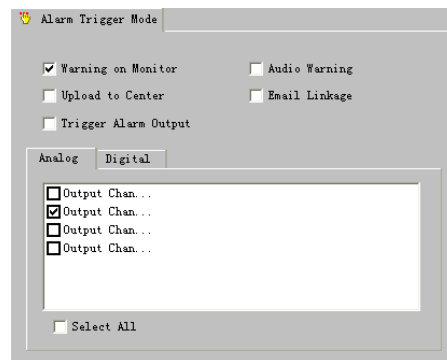 Alarm Trigger Mode
Warning on Monitor
Audio Warning
Upload to Center
Email Linkage
Trigger Alarm Output
Analog
Digital
Output Chan...
Output Chan...
Output Chan...
Output Chan...
Select All